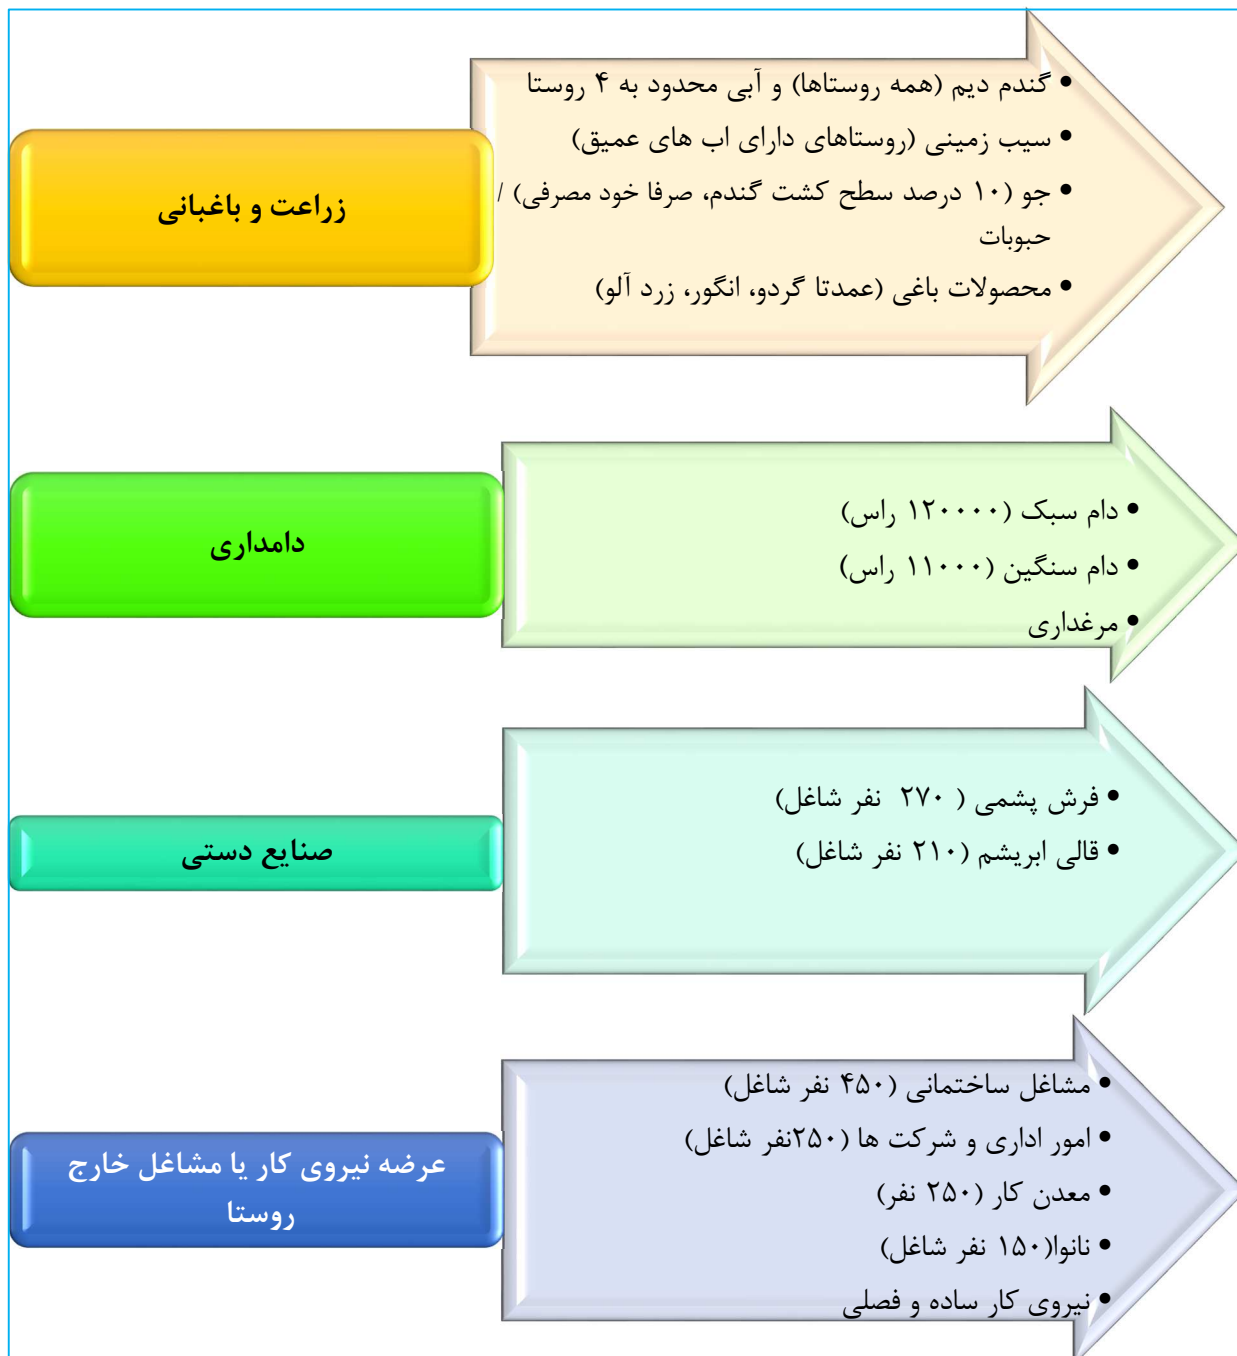 زراعت و باغبانی
• گندم دیم (همه روستاها) و آبی محدود به ۴ روستا
• سیب زمینی (روستاهای دارای اب های عمیق)
• جو (۱۰ درصد سطح کشت گندم، صرفا خود مصرفی) /
حبوبات
• محصولات باغی (عمدتا گردو، انگور، زرد آلو)
دامداری
• دام سبک (۱۲۰۰۰۰ راس)
• دام سنگین (۱۱۰۰۰ راس)
• مرغداری
صنایع دستی
• فرش پشمی ( ۲۷۰ نفر شاغل)
• قالی ابریشم (۲۱۰ نفر شاغل)
عرضه نیروی کار یا مشاغل خارج
روستا
• مشاغل ساختمانی (۴۵۰ نفر شاغل)
• امور اداری و شرکت ها (۲۵۰نفر شاغل)
• معدن کار (۲۵۰ نفر)
• نانوا(۱۵۰ نفر شاغل)
• نیروی کار ساده و فصلی